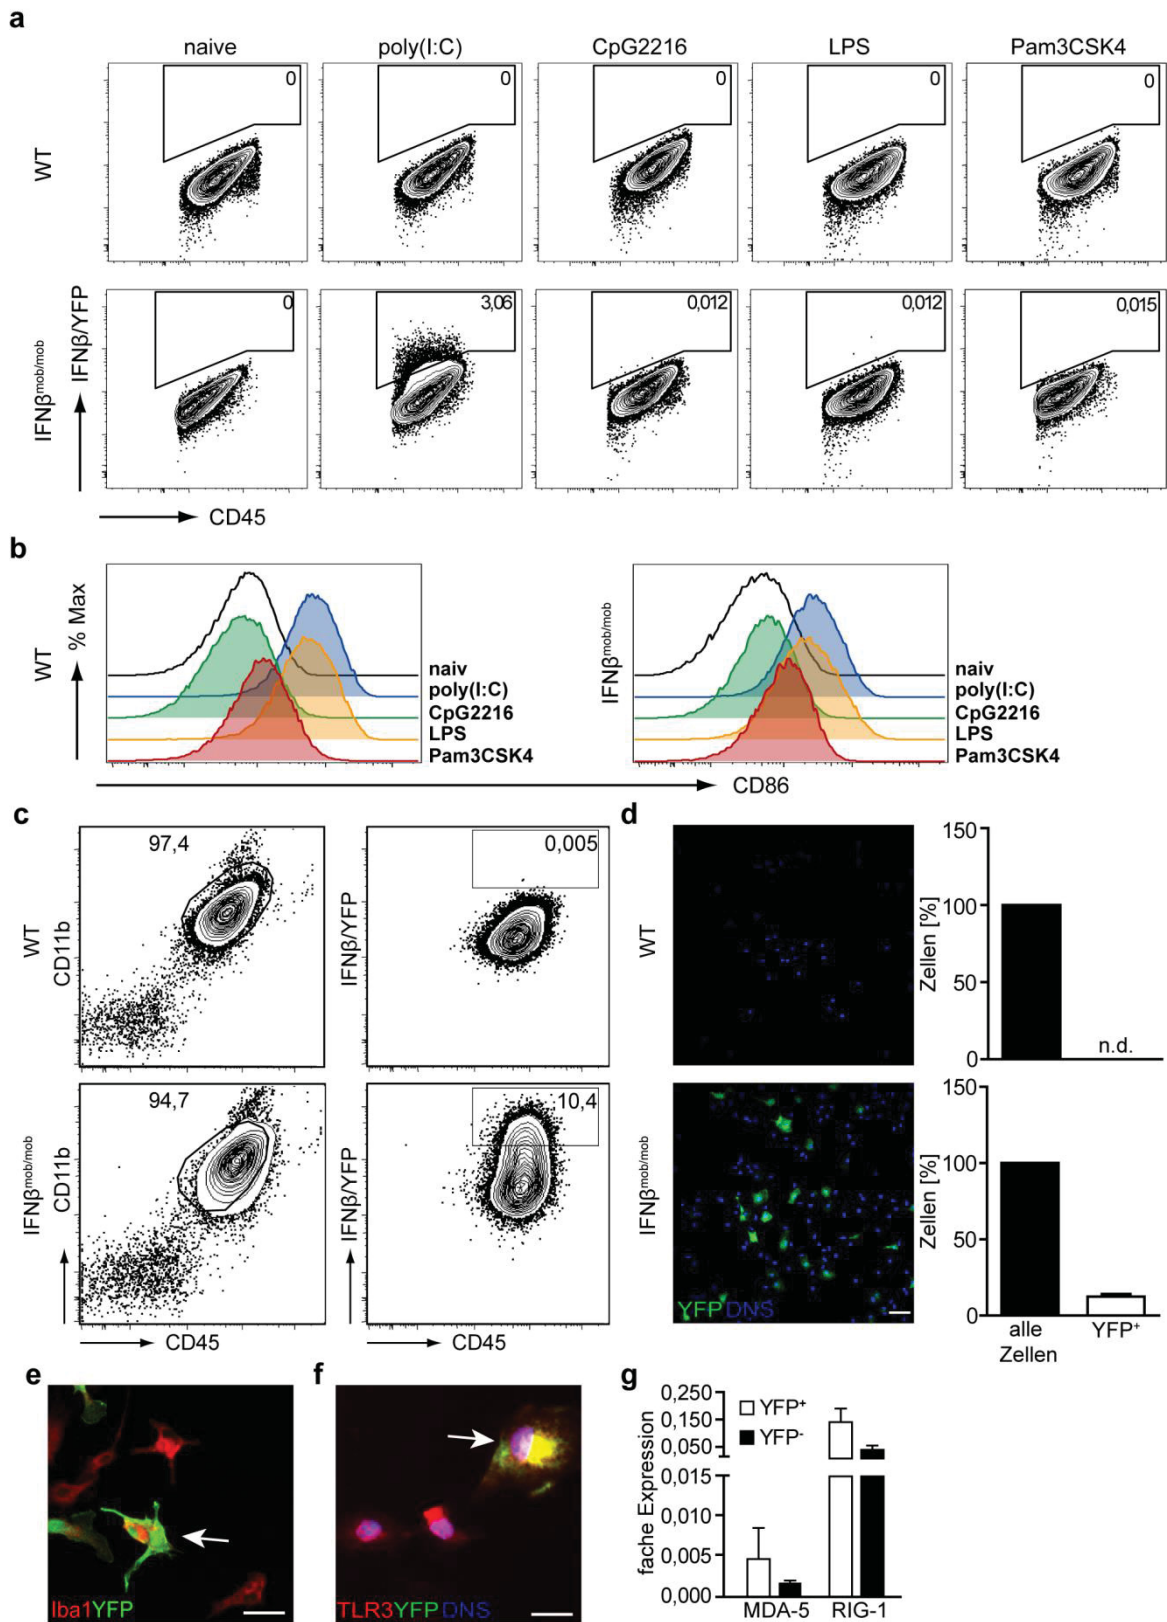 a
naive poly(I:C) CpG2216 LPS Pam3CSK4
WT
0 0 0 0 0
IFNβmob/mob
IFNβ/YFP
0 3,06 0,012 0,012 0,015
CD45
b
WT
% Max
naiv
poly(I:C)
CpG2216
LPS
Pam3CSK4
IFNβmob/mob
naiv
poly(I:C)
CpG2216
LPS
Pam3CSK4
CD86
c
WT
CD11b
97,4
IFNβ/YFP
0,005
IFNβmob/mob
CD11b
94,7
IFNβ/YFP
10,4
CD45
CD45
d
WT
Zellen [%]
150
100
50
0
n.d.
IFNβmob/mob
YFP DNS
Zellen [%]
150
100
50
0
alle
Zellen
YFP+
e
Iba1YFP
f
TLR3YFPDNS
g
fache Expression
0,250
0,150
0,050
0,015
0,010
0,005
0,000
YFP+
YFP-
MDA-5 RIG-1